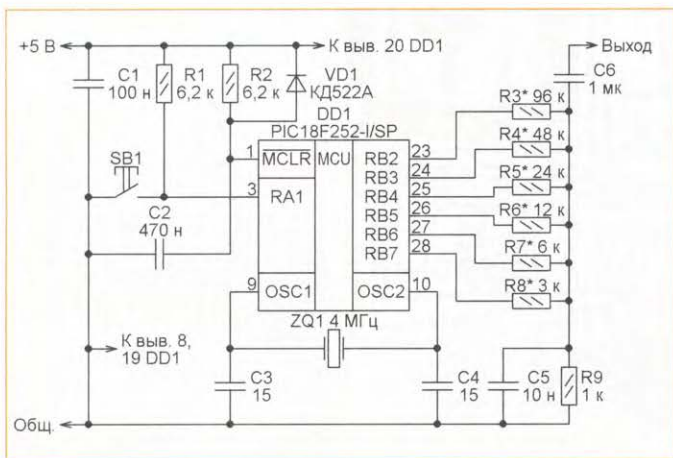 +5 В
К выв. 20 DD1
Выход
C1
100 н
R1
6,2 к
R2
6,2 к
VD1
КД522А
C6
1 мк
DD1
PIC18F252-I/SP
R3* 96 к
R4* 48 к
R5* 24 к
R6* 12 к
R7* 6 к
R8* 3 к
SB1
1
MCLR
MCU
3
RA1
RB2
RB3
RB4
RB5
RB6
RB7
23
24
25
26
27
28
C2
470 н
9
OSC1
OSC2
10
ZQ1 4 МГц
К выв. 8,
19 DD1
C3
15
C4
15
C5
10 н
R9
1 к
Общ.